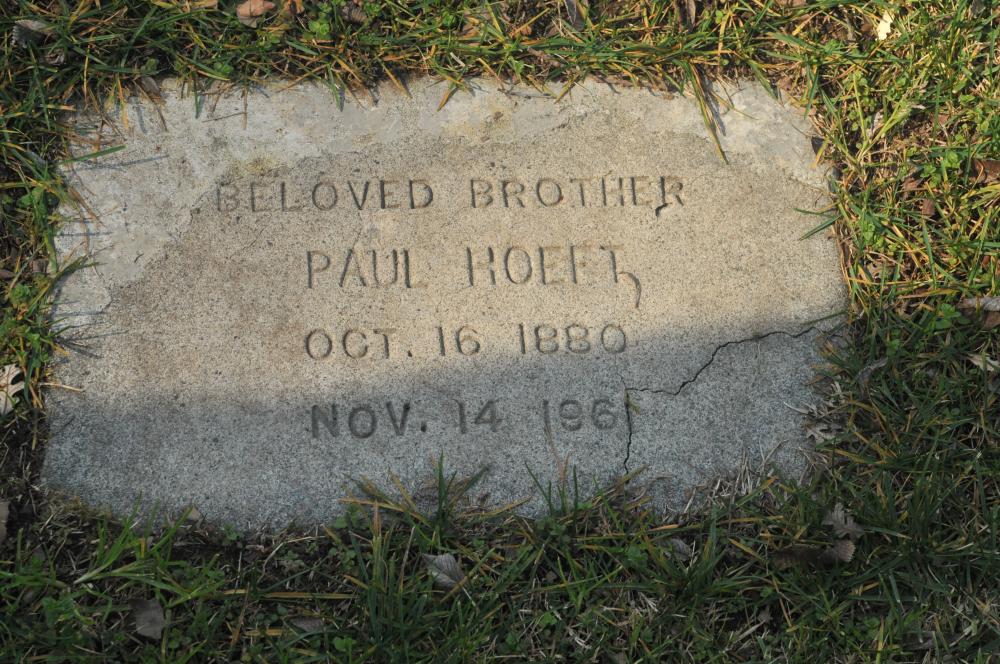 BELOVED BROTHER
PAUL HOEFT
OCT. 16 1880
NOV. 14 1961